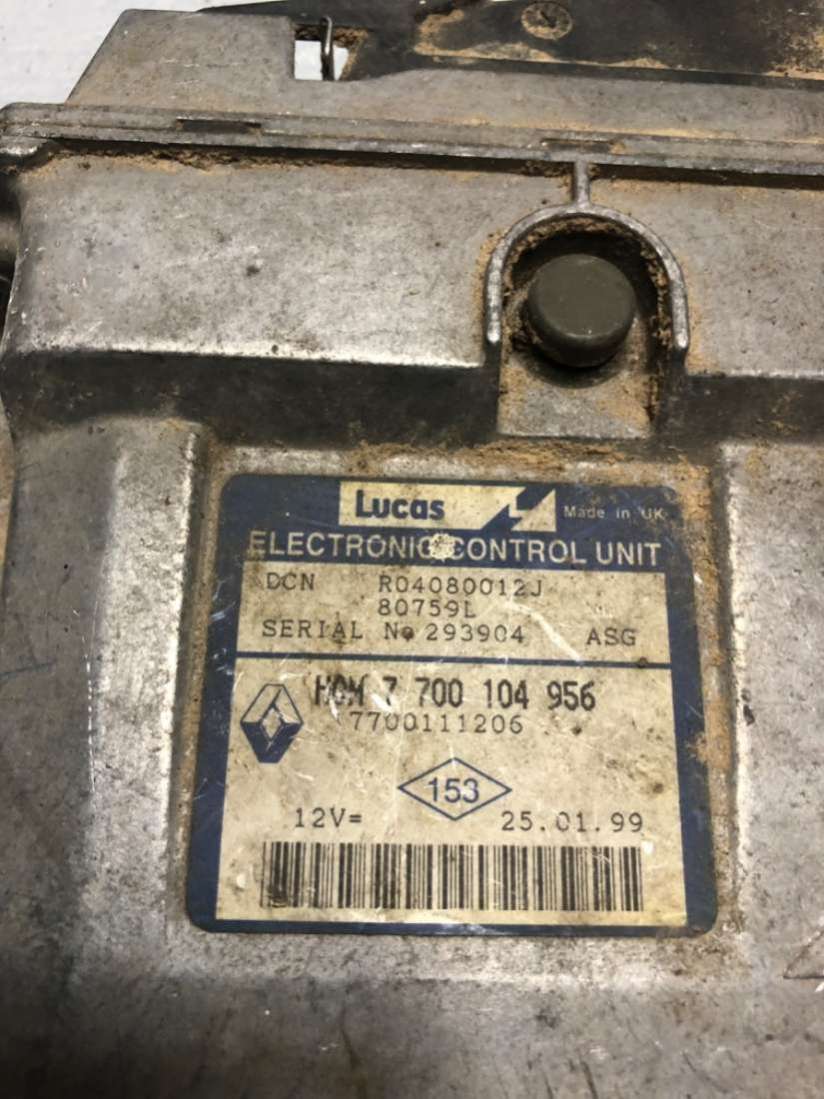 Lucas Made in UK
ELECTRONIC CONTROL UNIT
DCN R04080012J
80759L
SERIAL No 293904 ASG
HOM 7 700 104 956
7700111206
153
12V= 25.01.99